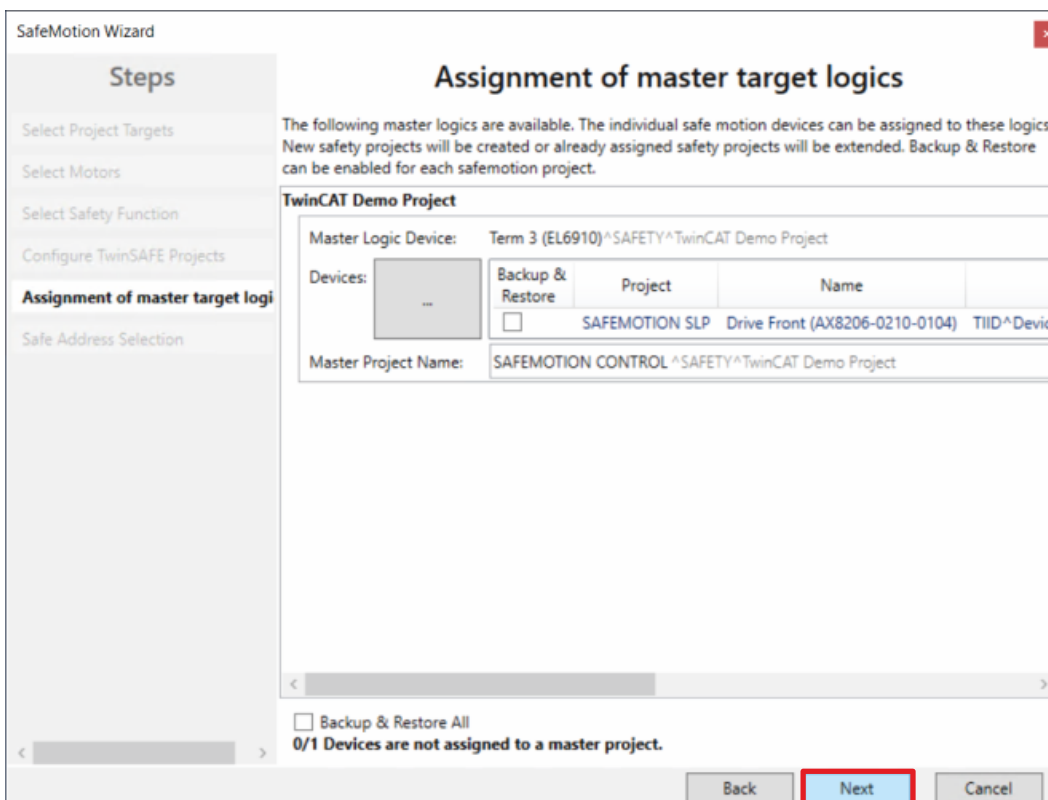 SafeMotion Wizard
Steps
Select Project Targets
Select Motors
Select Safety Function
Configure TwinSAFE Projects
Assignment of master target logi
Safe Address Selection
Assignment of master target logics
The following master logics are available. The individual safe motion devices can be assigned to these logics
New safety projects will be created or already assigned safety projects will be extended. Backup & Restore
can be enabled for each safemotion project.
TwinCAT Demo Project
Master Logic Device: Term 3 (EL6910)^SAFETY^TwinCAT Demo Project
Devices: ...
Backup & Restore Project Name
SAFEMOTION SLP Drive Front (AX8206-0210-0104) TIID^Devic
Master Project Name: SAFEMOTION CONTROL ^SAFETY^TwinCAT Demo Project
Backup & Restore All
0/1 Devices are not assigned to a master project.
Back Next Cancel